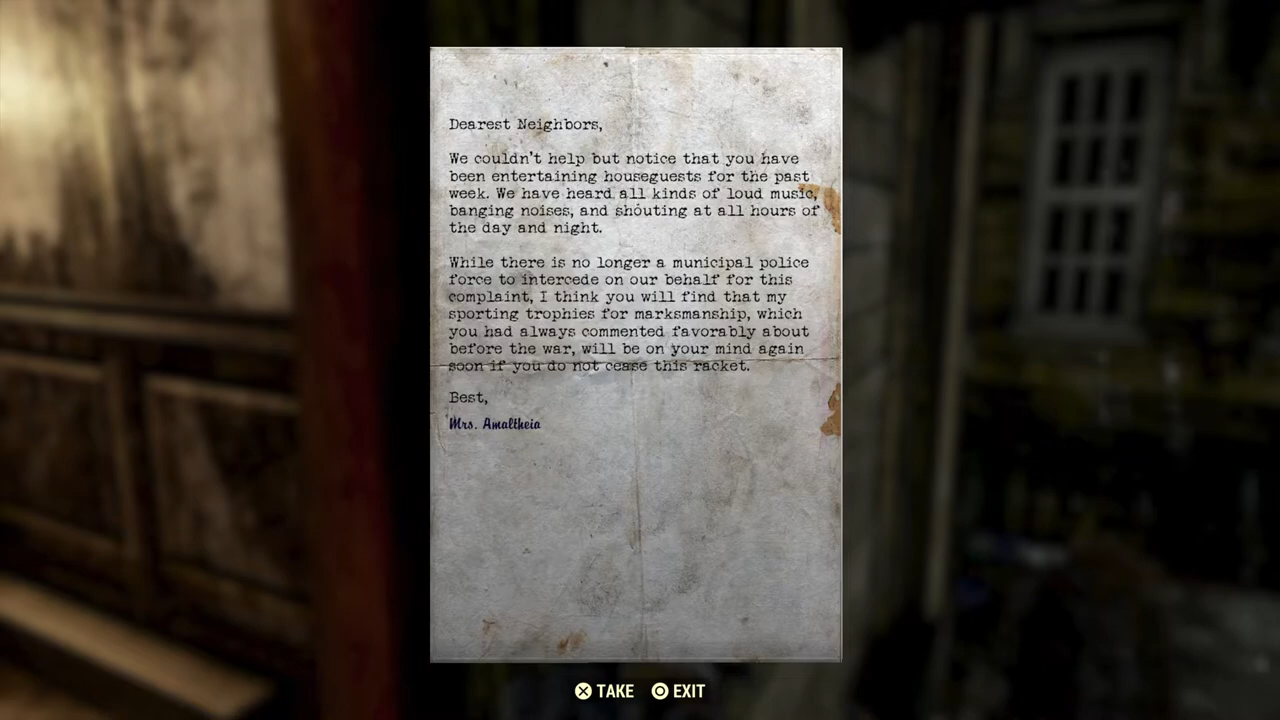 Dearest Neighbors,
We couldn't help but notice that you have
been entertaining houseguests for the past
week. We have heard all kinds of loud music,
banging noises, and shouting at all hours of
the day and night.
While there is no longer a municipal police
force to intercede on our behalf for this
complaint, I think you will find that my
sporting trophies for marksmanship, which
you had always commented favorably about
before the war, will be on your mind again
soon if you do not cease this racket.
Best,
Mrs. Amaltheia
TAKE EXIT